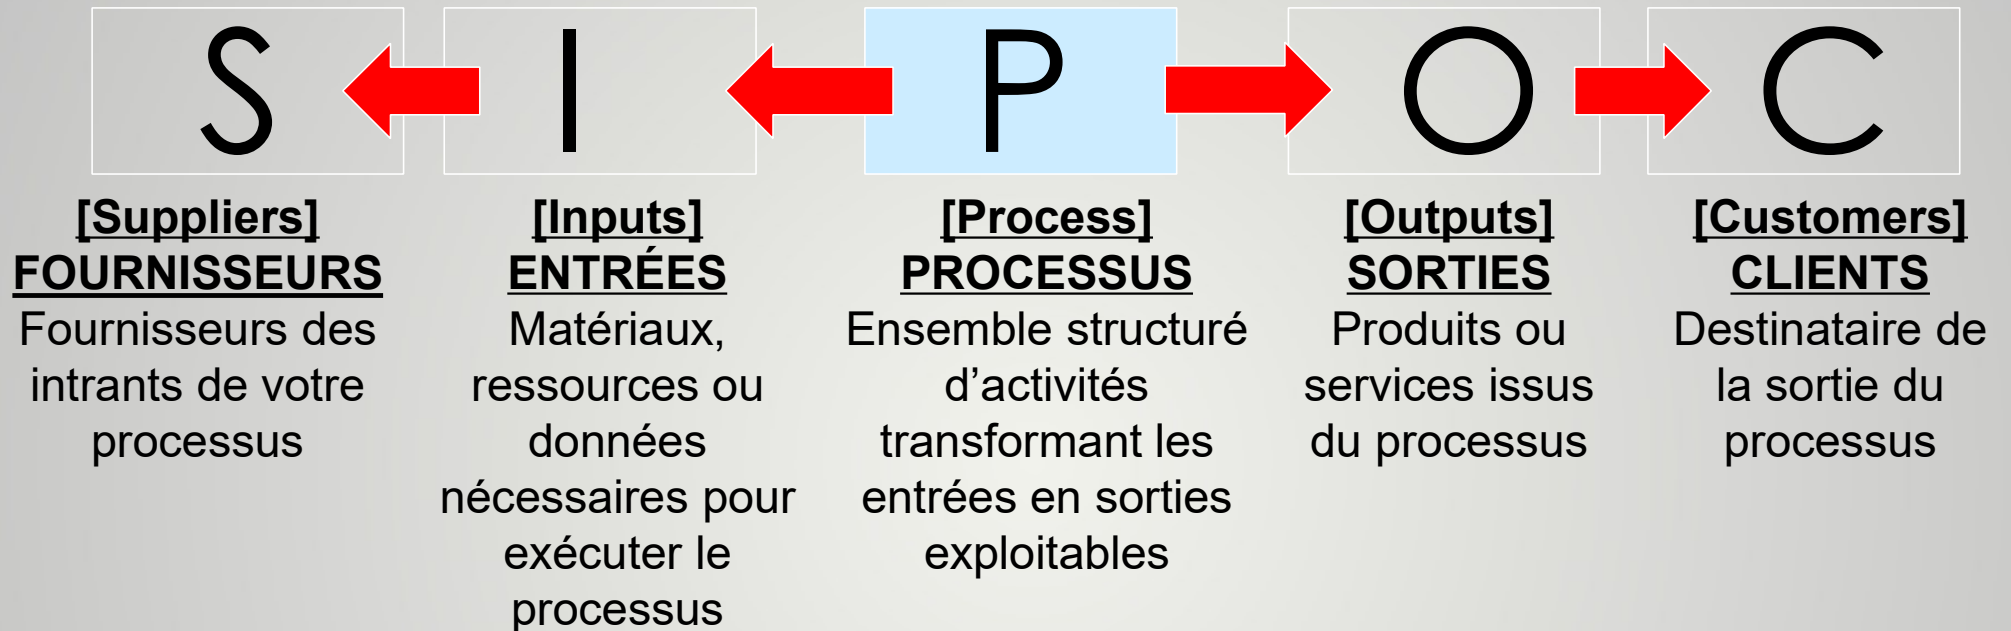 S I P O C
[Suppliers]
FOURNISSEURS
Fournisseurs des
intrants de votre
processus
[Inputs]
ENTRÉES
Matériaux,
ressources ou
données
nécessaires pour
exécuter le
processus
[Process]
PROCESSUS
Ensemble structuré
d’activités
transformant les
entrées en sorties
exploitables
[Outputs]
SORTIES
Produits ou
services issus
du processus
[Customers]
CLIENTS
Destinataire de
la sortie du
processus